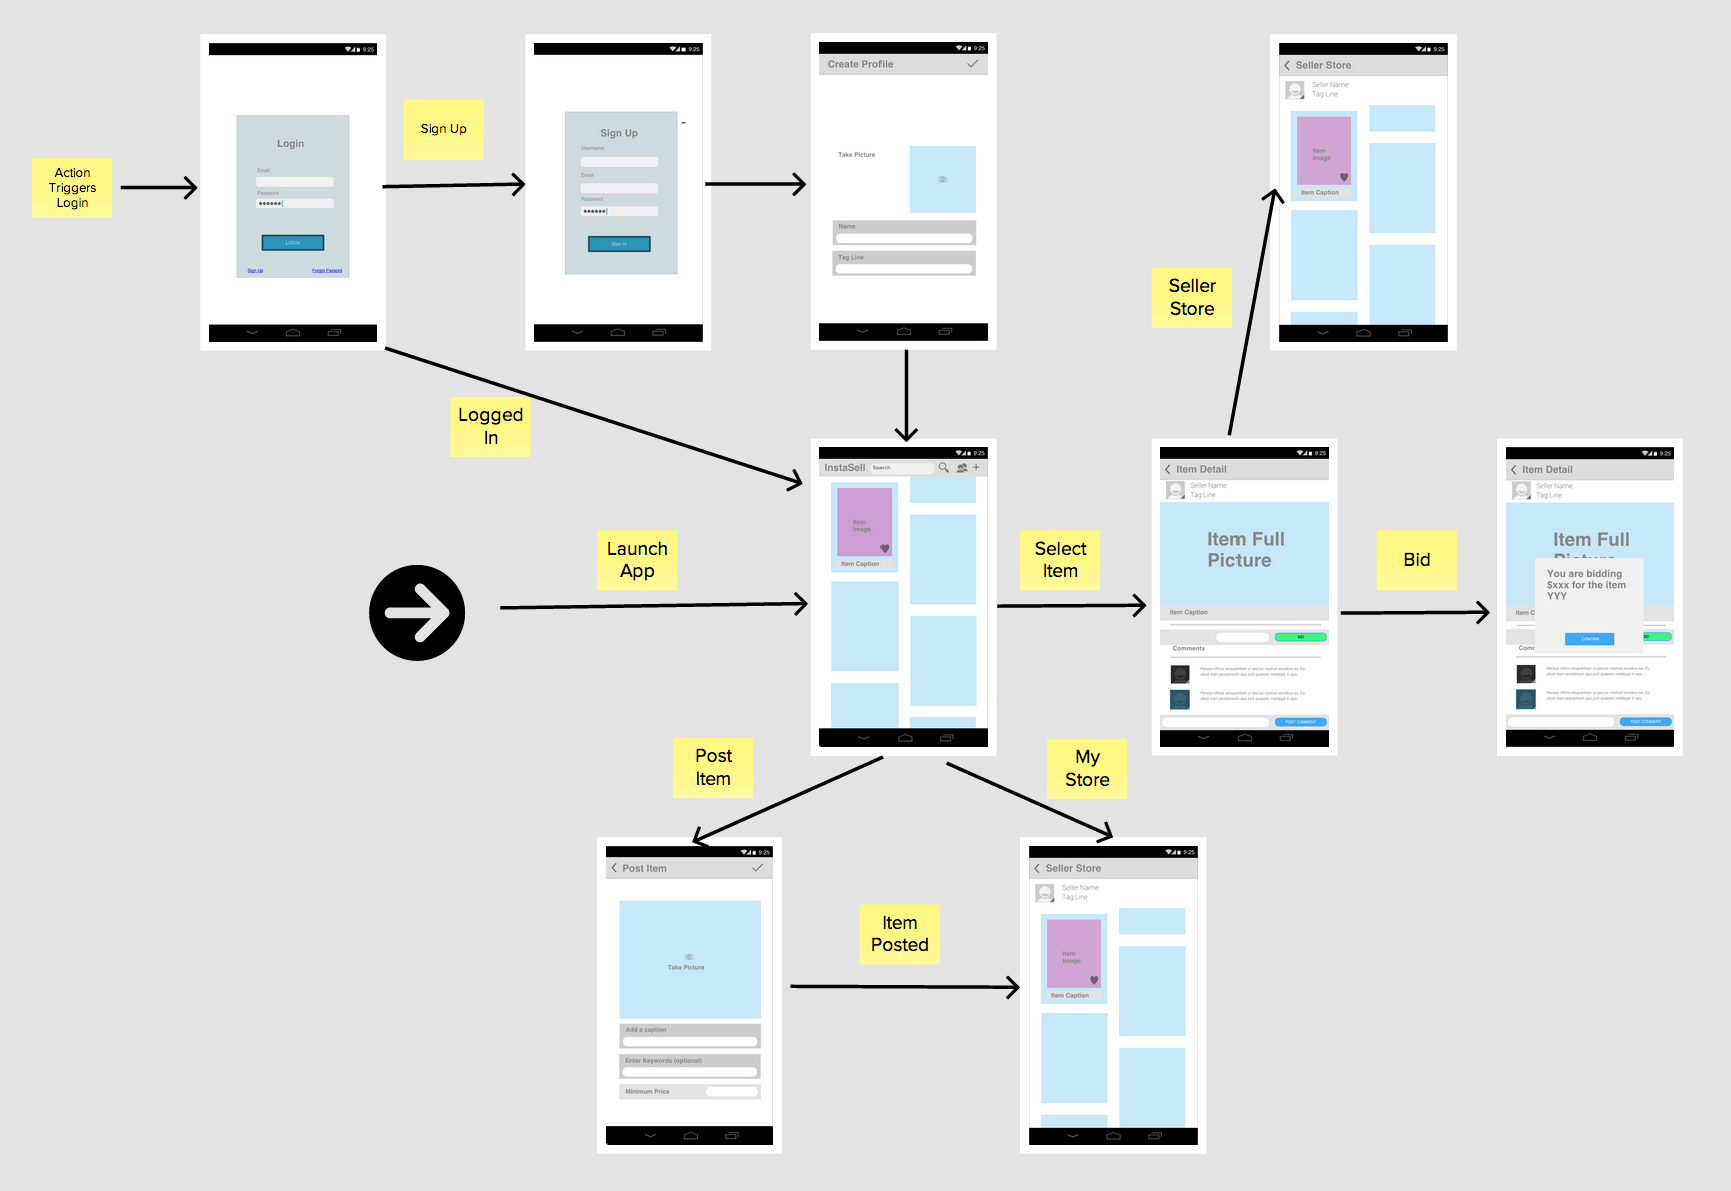 Action
Triggers
Login
9:25
Login
Email
Password
LOGIN
Sign Up
Forgot Password
Sign Up
9:25
Sign Up
Username
Email
Password
Sign In
9:25
Create Profile
Take Picture
Name
Tag Line
9:25
Seller Store
Seller Name
Tag Line
Item
Image
Item Caption
Seller
Store
Logged
In
Launch
App
9:25
InstaSell
Search
Item
Image
Item Caption
Select
Item
9:25
Item Detail
Seller Name
Tag Line
Item Full
Picture
Item Caption
BID
Comments
POST COMMENT
Bid
9:25
Item Detail
Seller Name
Tag Line
Item Full
Picture
You are bidding
$xxx for the item
YYY
CONFIRM
Item C
BID
Comm
POST COMMENT
Post
Item
My
Store
9:25
Post Item
Take Picture
Add a caption
Enter Keywords (optional)
Minimum Price
Item
Posted
9:25
Seller Store
Seller Name
Tag Line
Item
Image
Item Caption